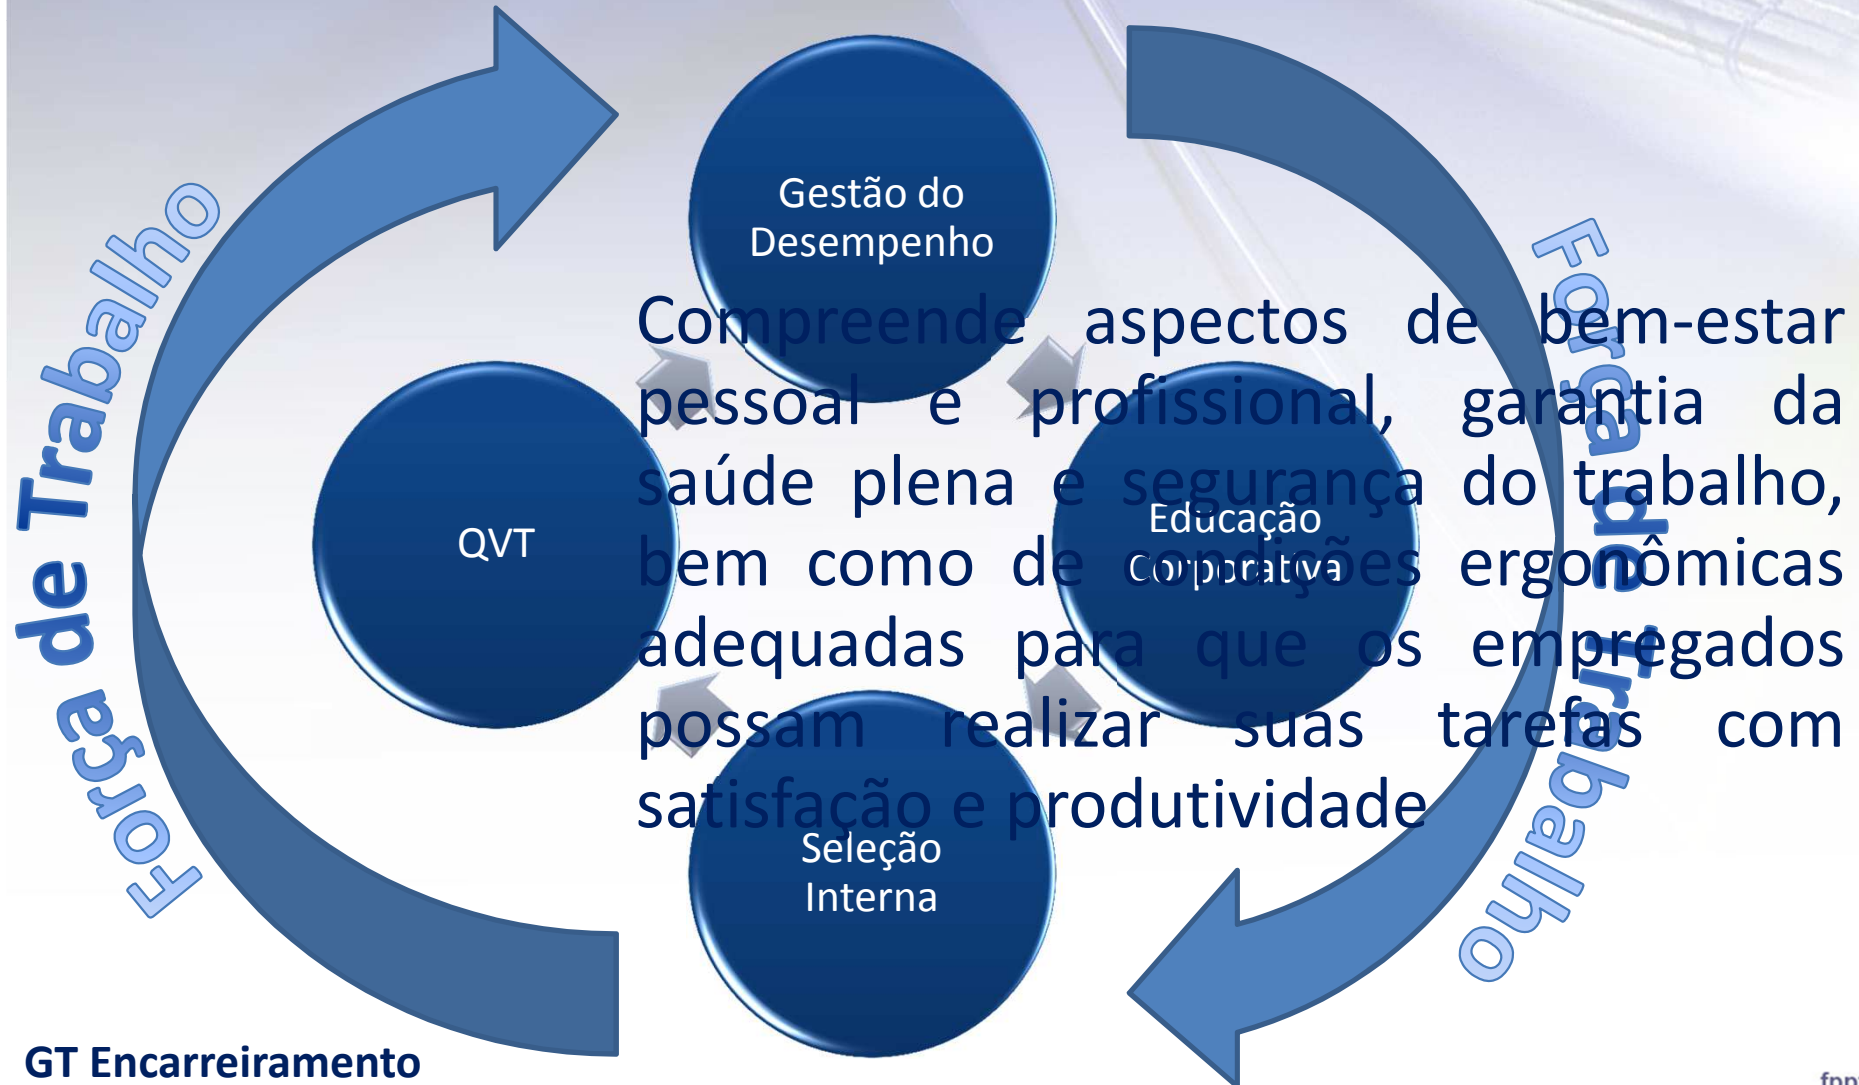 Gestão do
Desempenho
Força de Trabalho
Força de Trabalho
Compreende aspectos de bem-estar
pessoal e profissional, garantia da
saúde plena e segurança do trabalho,
bem como de condições ergonômicas
adequadas para que os empregados
possam realizar suas tarefas com
satisfação e produtividade
QVT
Educação
Corporativa
Seleção
Interna
GT Encarreiramento